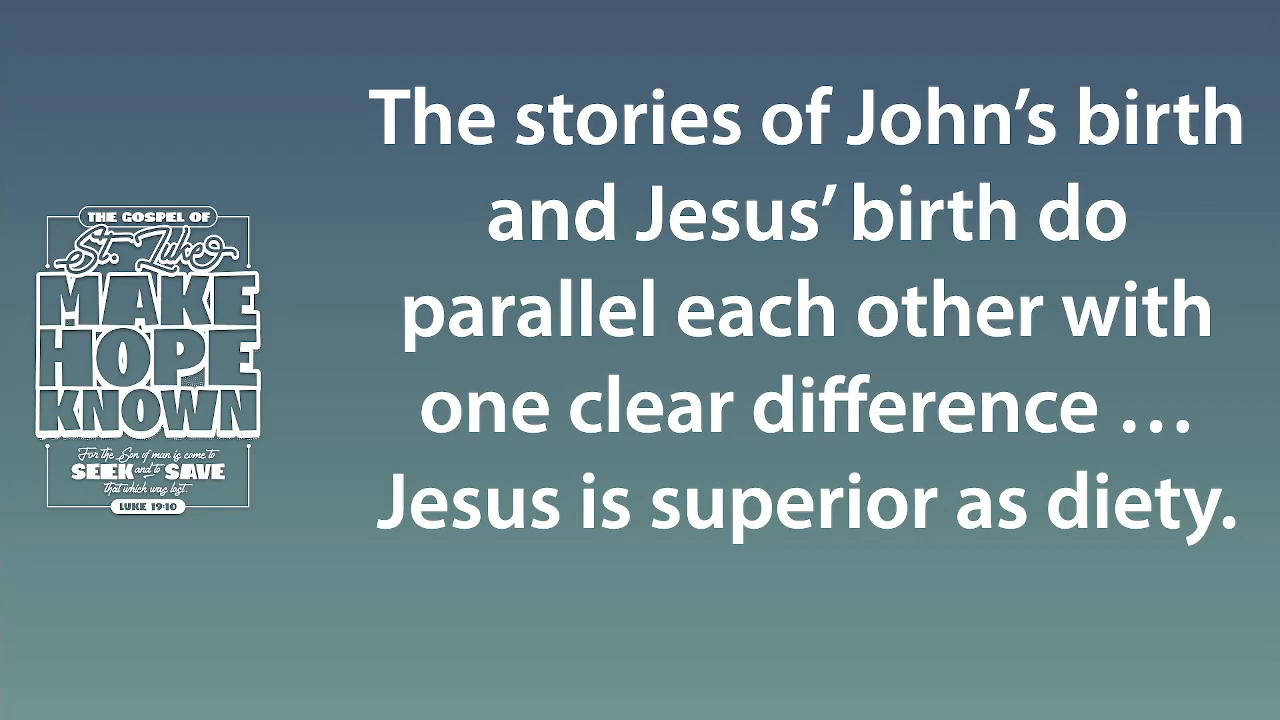 THE GOSPEL OF
St. Luke
MAKE
HOPE
KNOWN
For the Son of man is come to
SEEK and to SAVE
that which was lost.
LUKE 19:10
The stories of John’s birth
and Jesus’ birth do
parallel each other with
one clear difference …
Jesus is superior as diety.